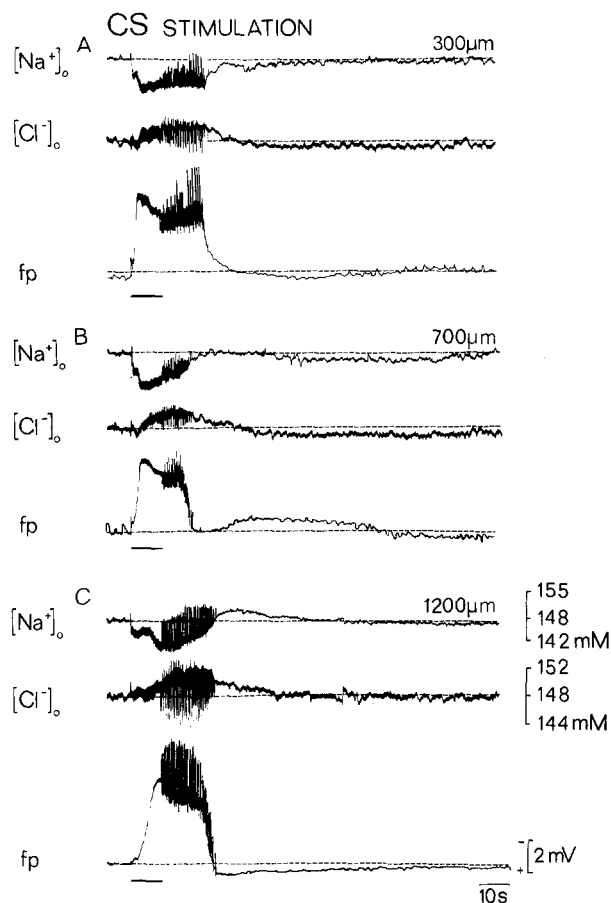 CS STIMULATION
A
300µm
[Na⁺]ₒ
[Cl⁻]ₒ
fp
B
700µm
[Na⁺]ₒ
[Cl⁻]ₒ
fp
C
1200µm
[Na⁺]ₒ
155
148
142 mM
[Cl⁻]ₒ
152
148
144 mM
fp
-
+
2 mV
10s